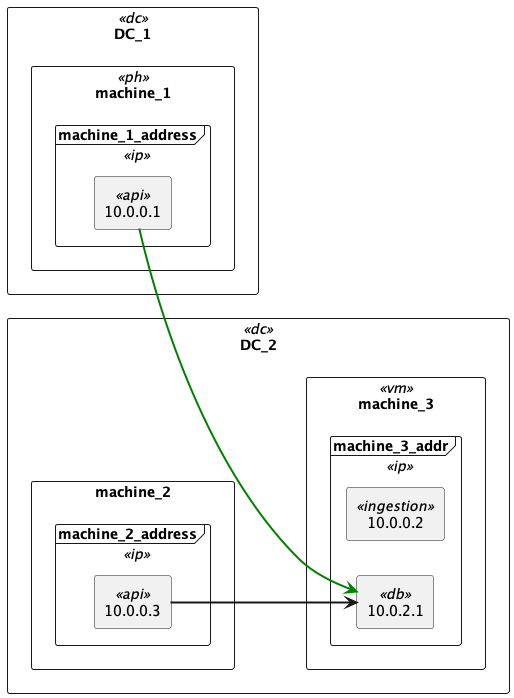 «dc»
DC_1
«ph»
machine_1
machine_1_address
«ip»
«api»
10.0.0.1
«dc»
DC_2
«vm»
machine_3
machine_3_addr
«ip»
«ingestion»
10.0.0.2
machine_2
machine_2_address
«ip»
«api»
10.0.0.3
«db»
10.0.2.1